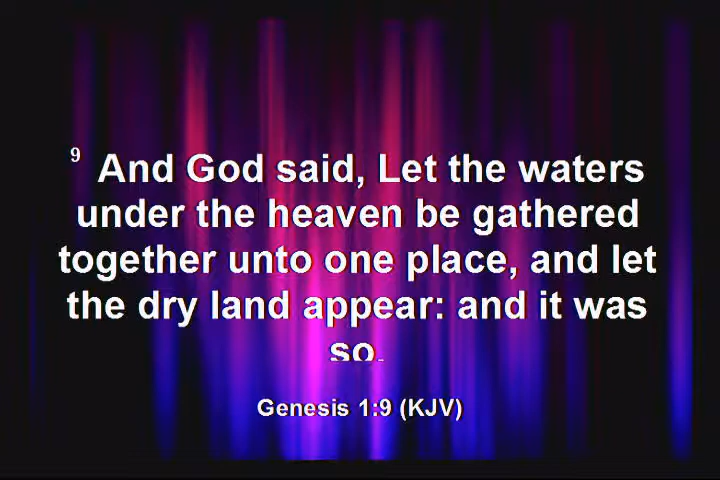 9 And God said, Let the waters
under the heaven be gathered
together unto one place, and let
the dry land appear: and it was
so.
Genesis 1:9 (KJV)